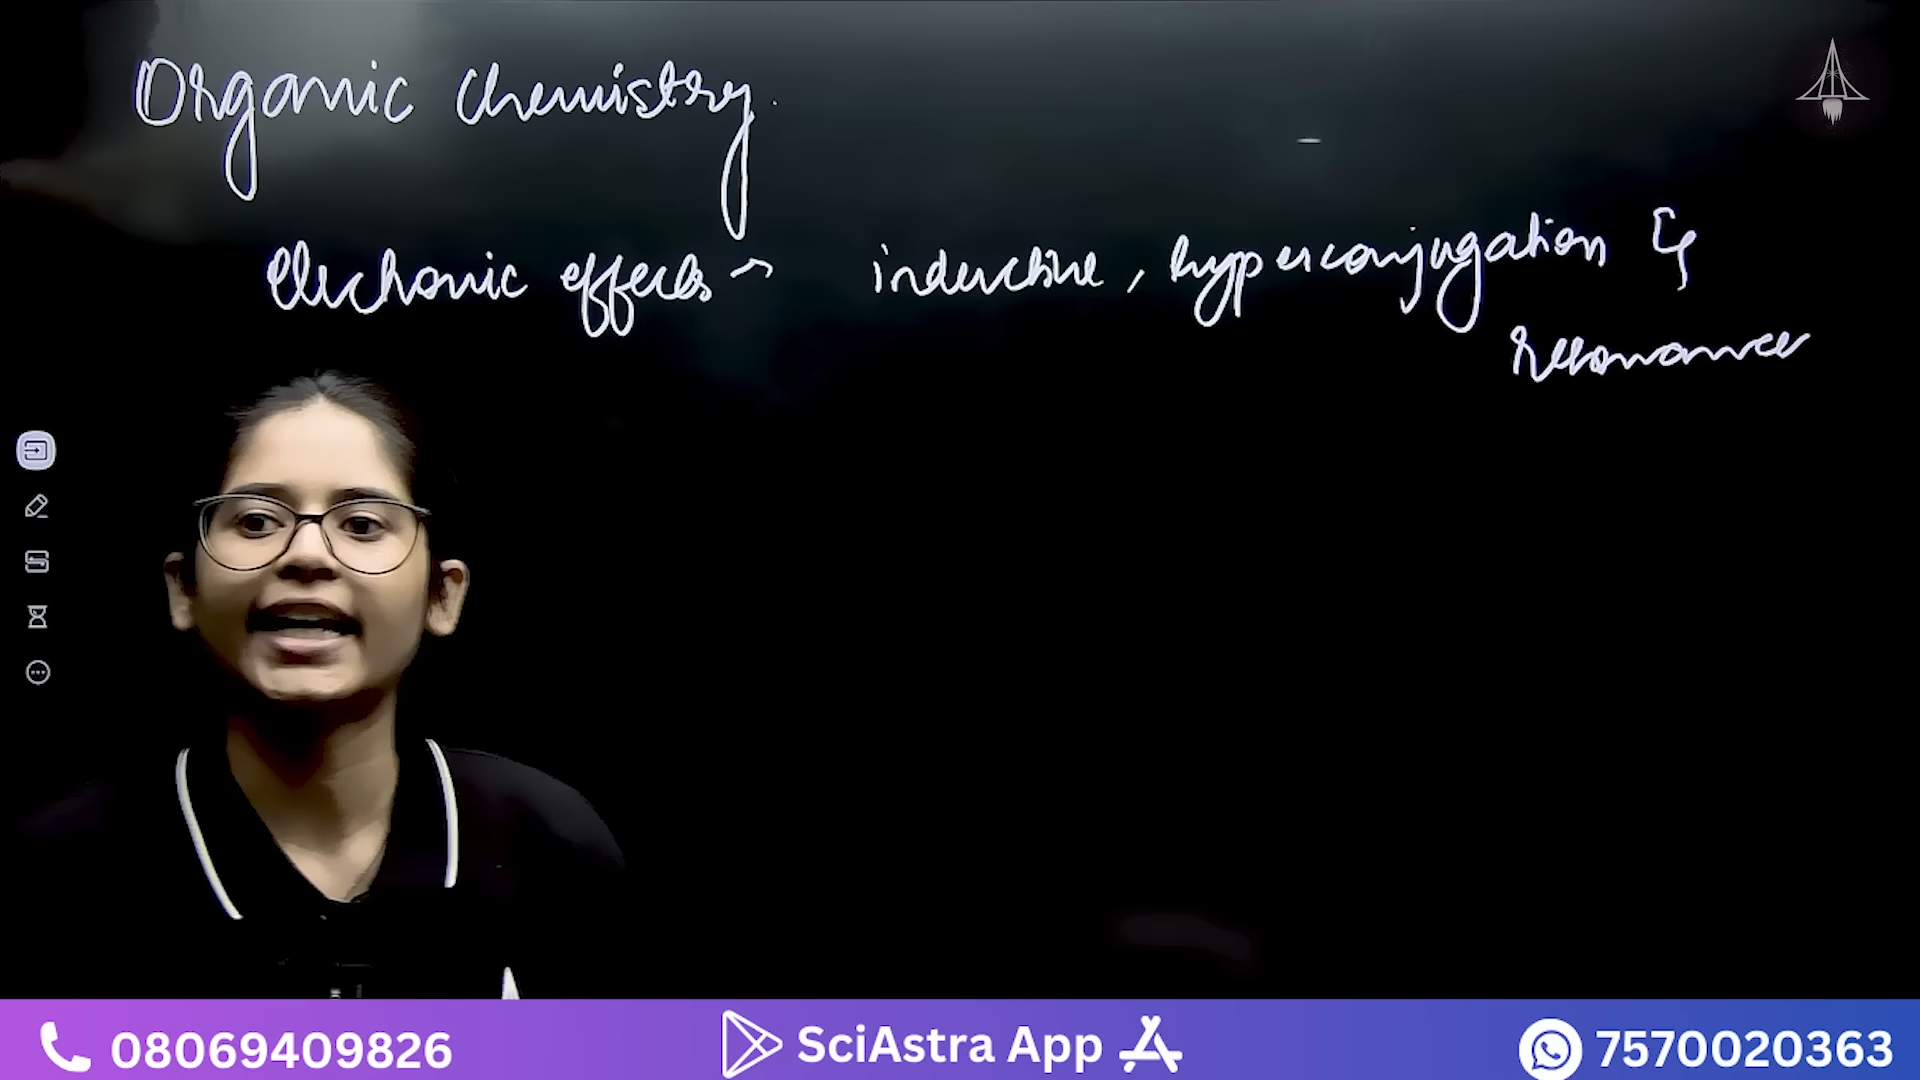 Organic chemistry.
Electronic effects → inductive, hyperconjugation &
resonance
08069409826 SciAstra App 7570020363